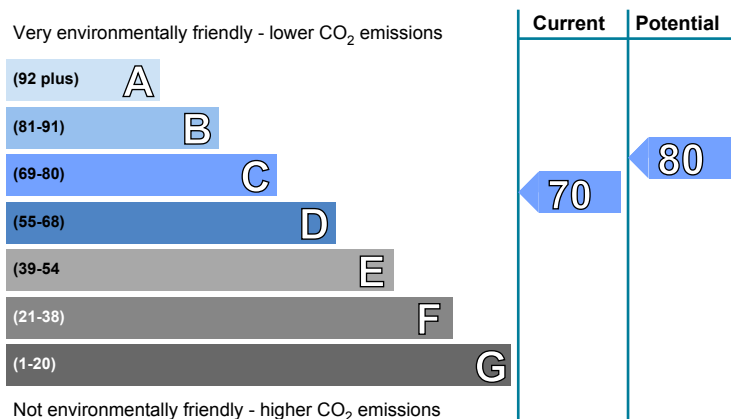 Very environmentally friendly - lower CO2 emissions
Current
Potential
(92 plus) A
(81-91) B
(69-80) C
(55-68) D
(39-54 E
(21-38) F
(1-20) G
70
80
Not environmentally friendly - higher CO2 emissions